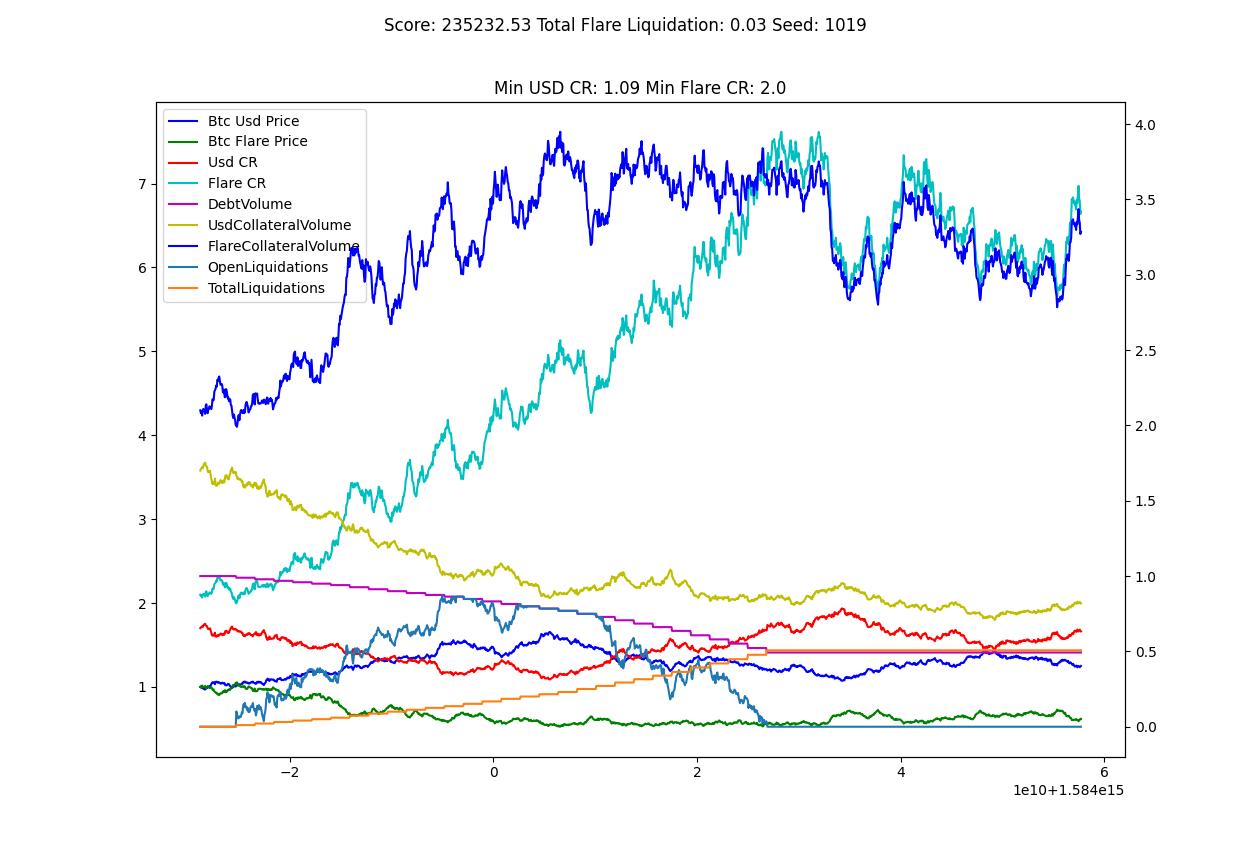 Score: 235232.53 Total Flare Liquidation: 0.03 Seed: 1019
Min USD CR: 1.09 Min Flare CR: 2.0
Btc Usd Price
Btc Flare Price
Usd CR
Flare CR
DebtVolume
UsdCollateralVolume
FlareCollateralVolume
OpenLiquidations
TotalLiquidations
7
6
5
4
3
2
1
4.0
3.5
3.0
2.5
2.0
1.5
1.0
0.5
0.0
−2
0
2
4
6
1e10+1.584e15